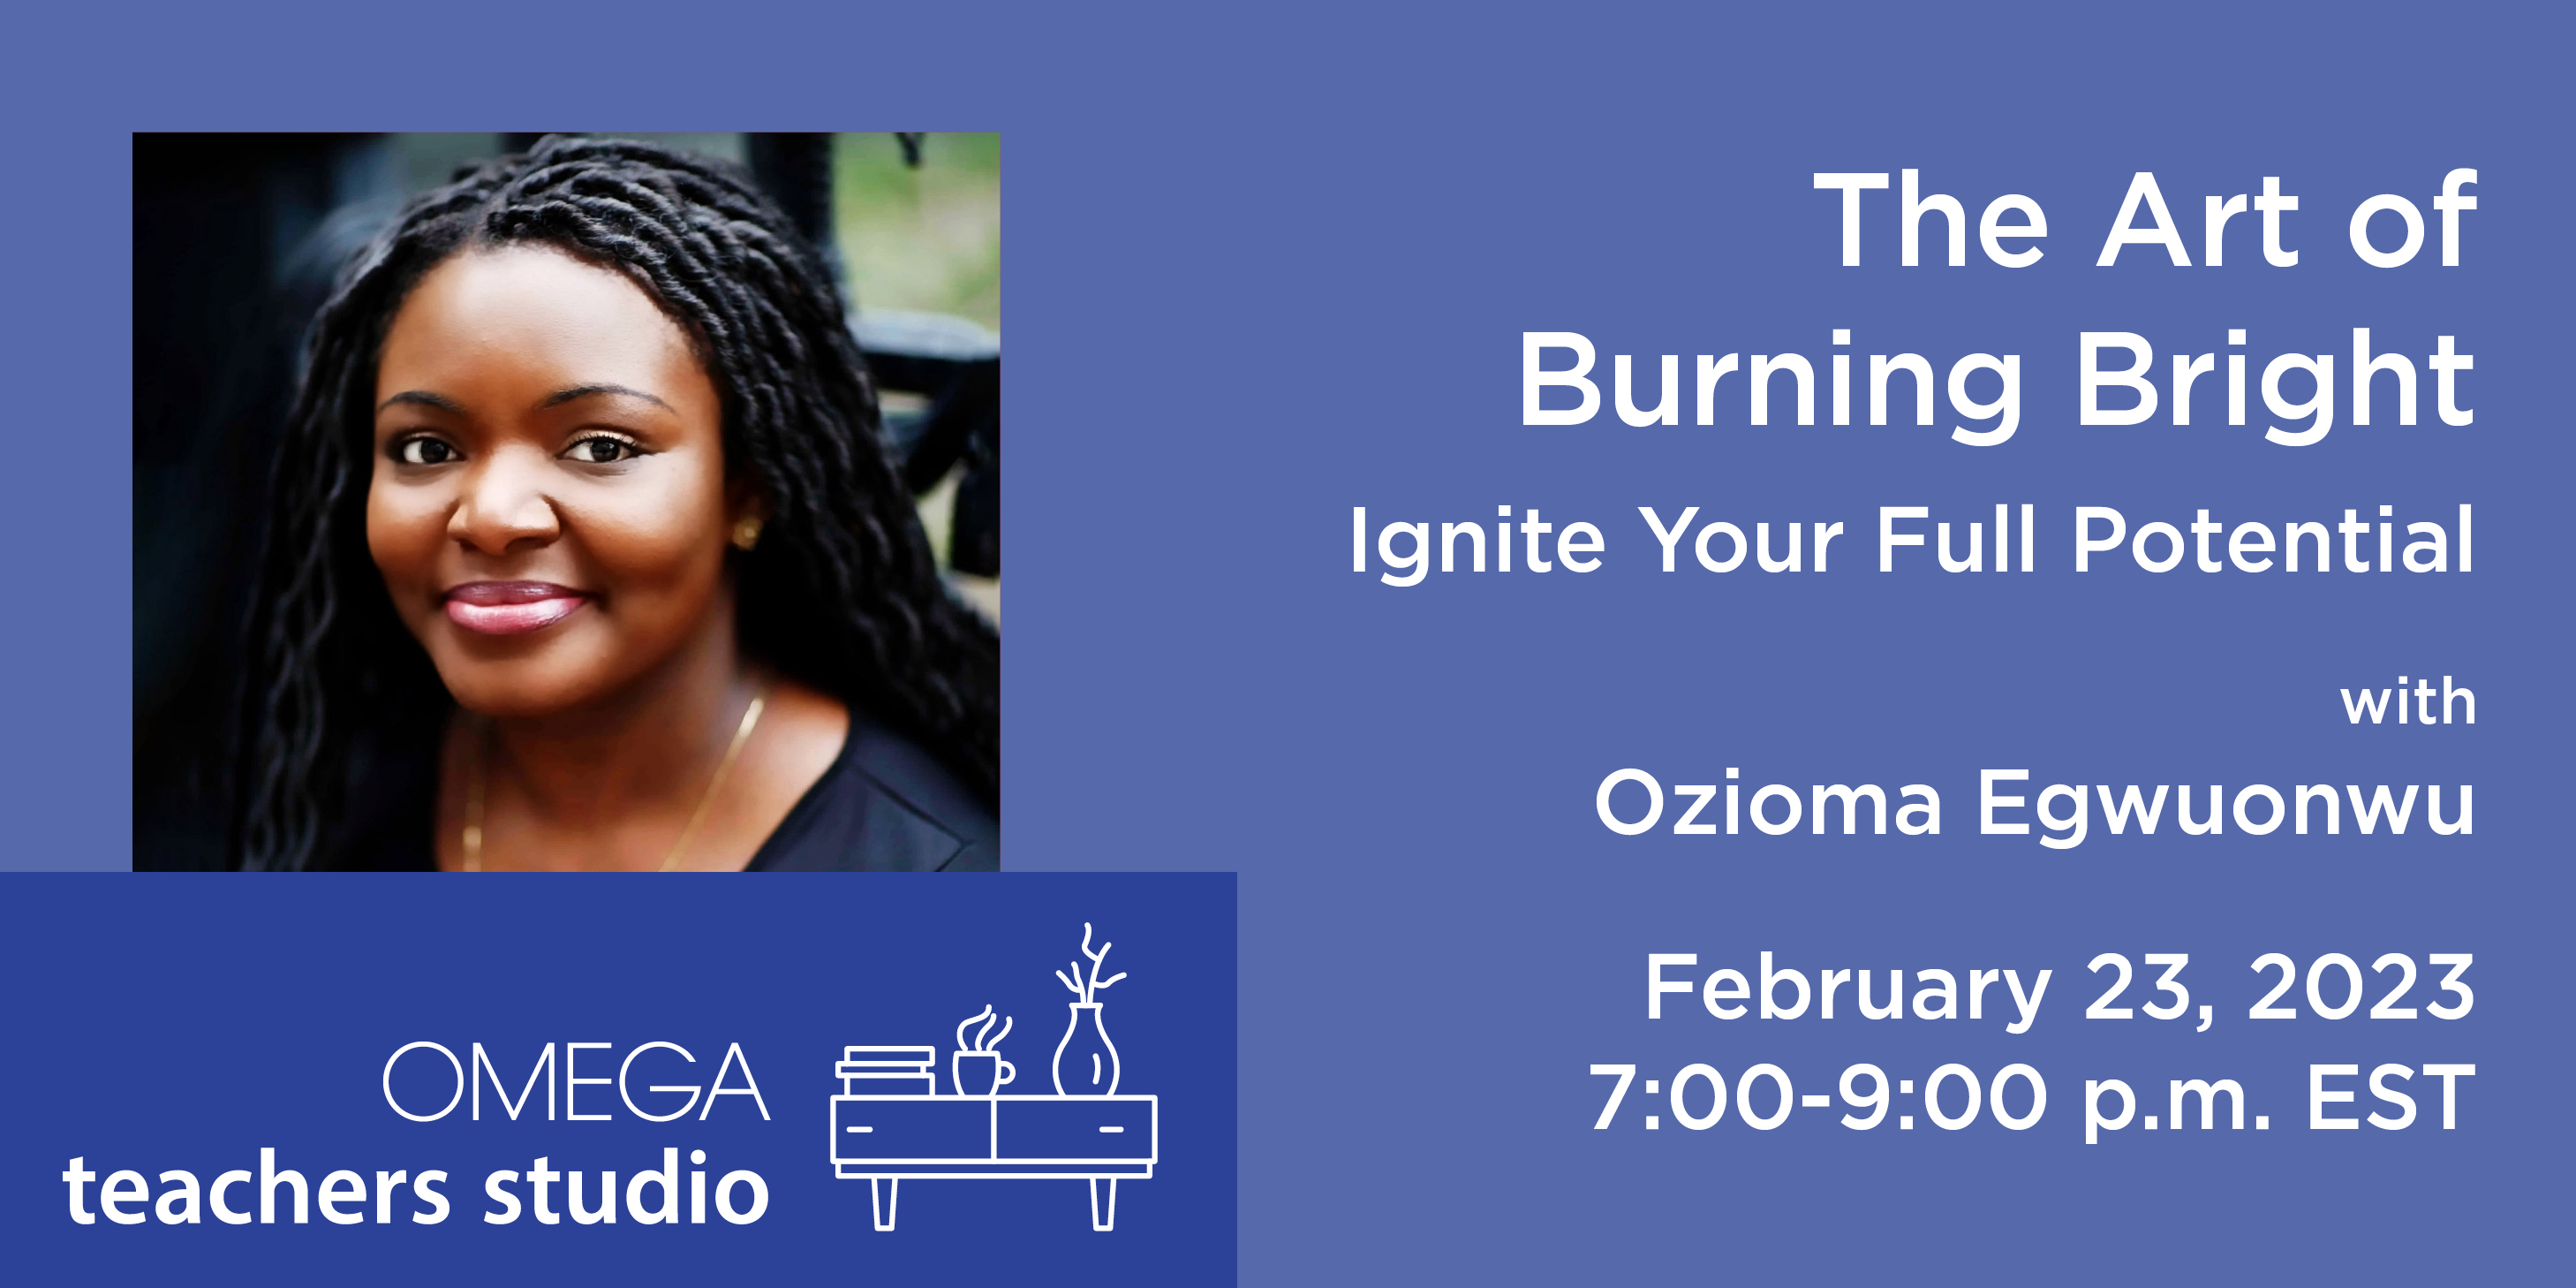 The Art of
Burning Bright
Ignite Your Full Potential
with
Ozioma Egwuonwu
February 23, 2023
7:00-9:00 p.m. EST
OMEGA
teachers studio